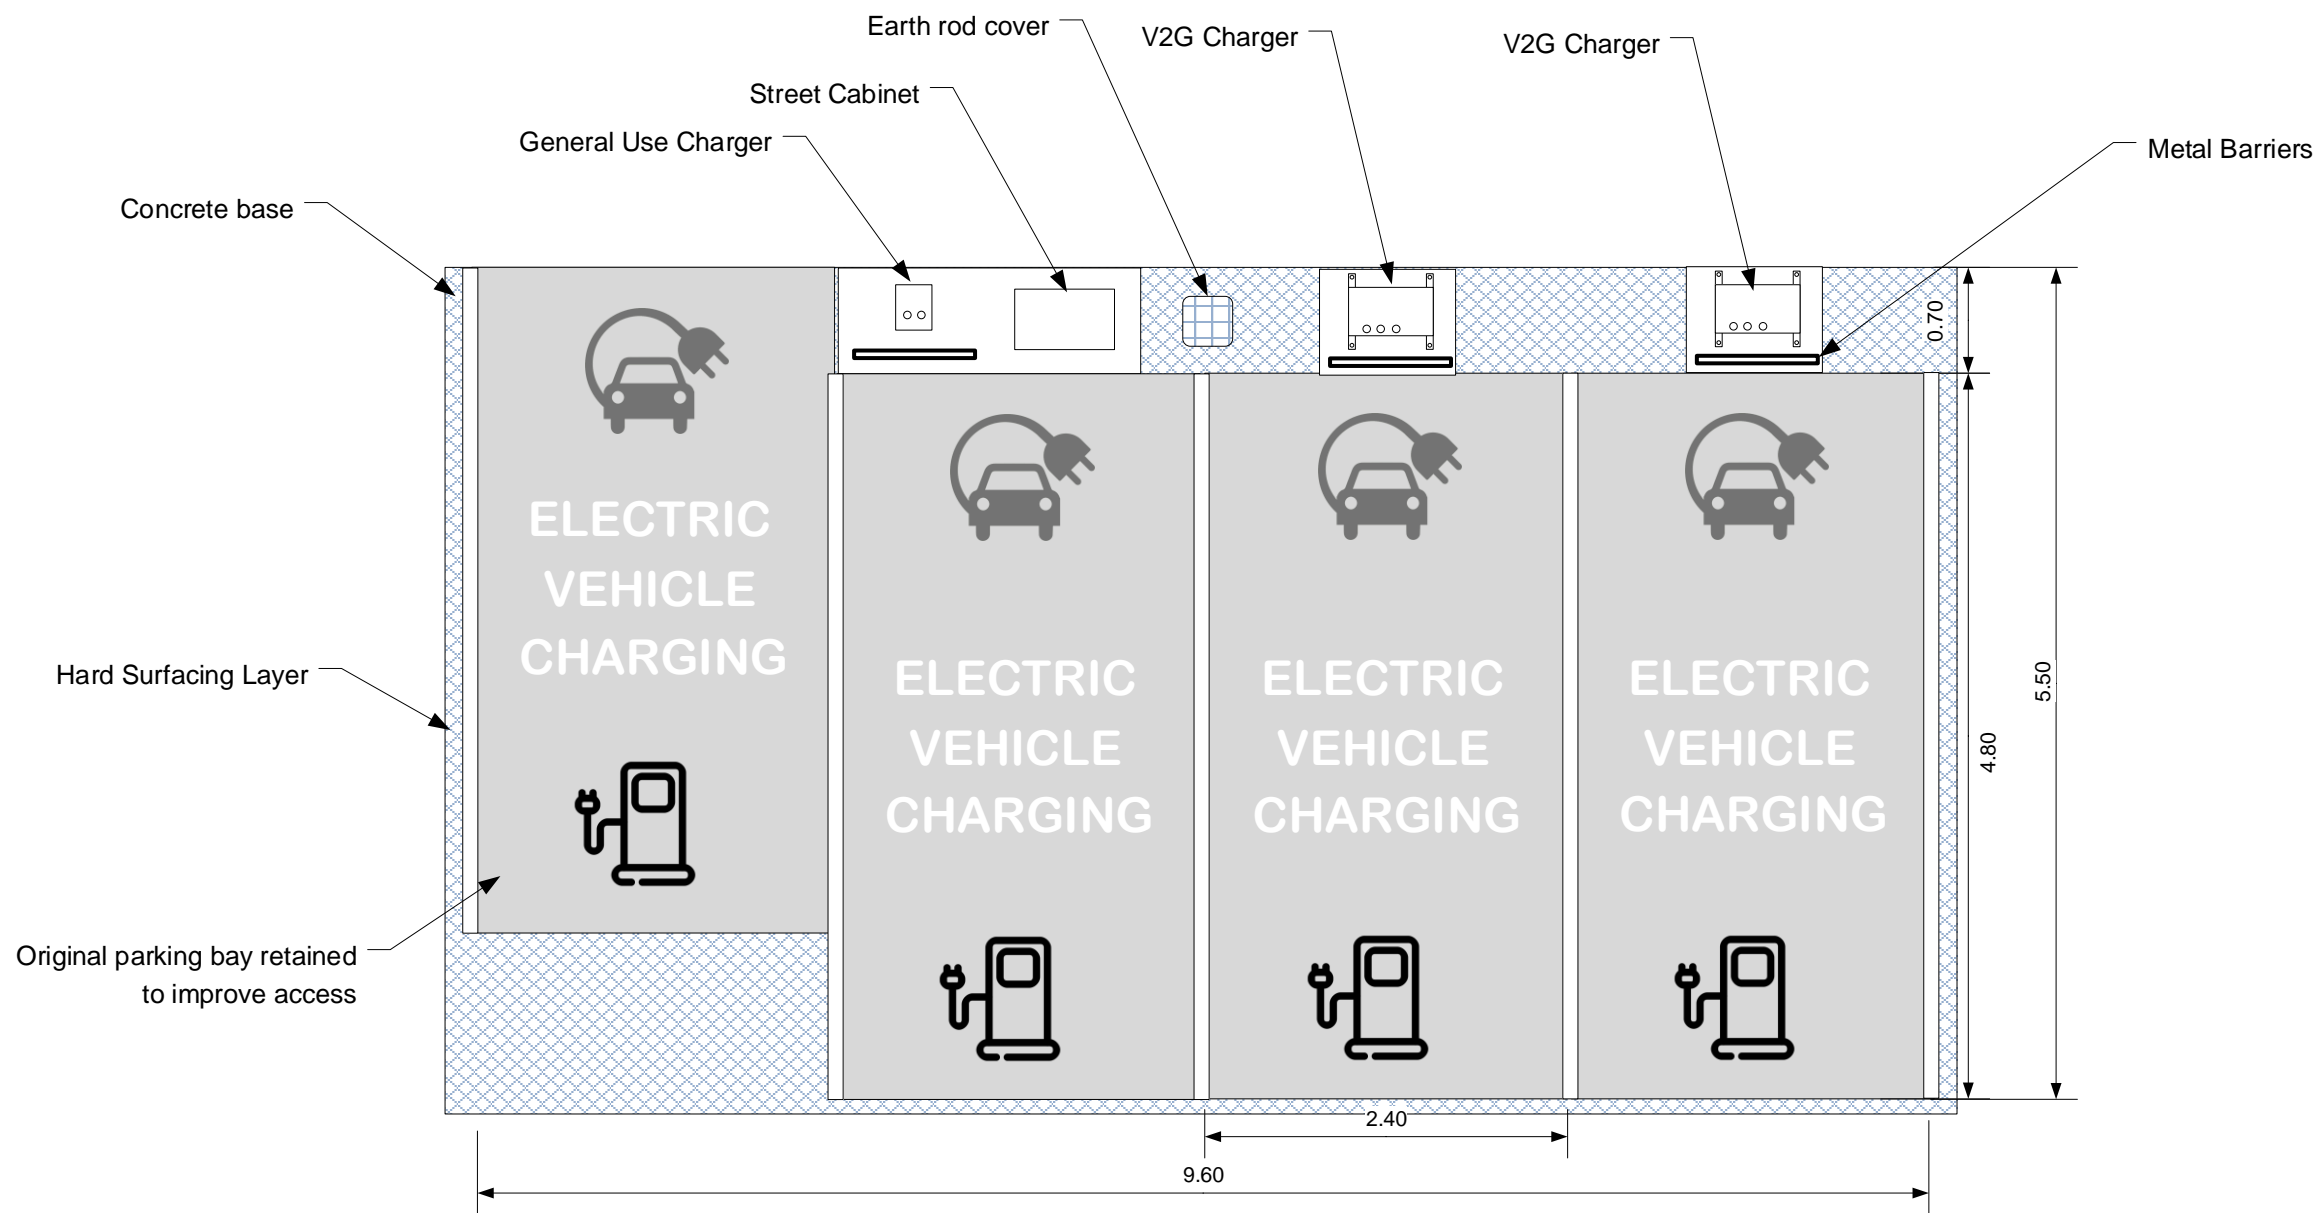 Earth rod cover
V2G Charger
V2G Charger
Street Cabinet
General Use Charger
Metal Barriers
Concrete base
0.70
ELECTRIC
VEHICLE
CHARGING
ELECTRIC
VEHICLE
CHARGING
ELECTRIC
VEHICLE
CHARGING
ELECTRIC
VEHICLE
CHARGING
Hard Surfacing Layer
5.50
4.80
Original parking bay retained
to improve access
2.40
9.60